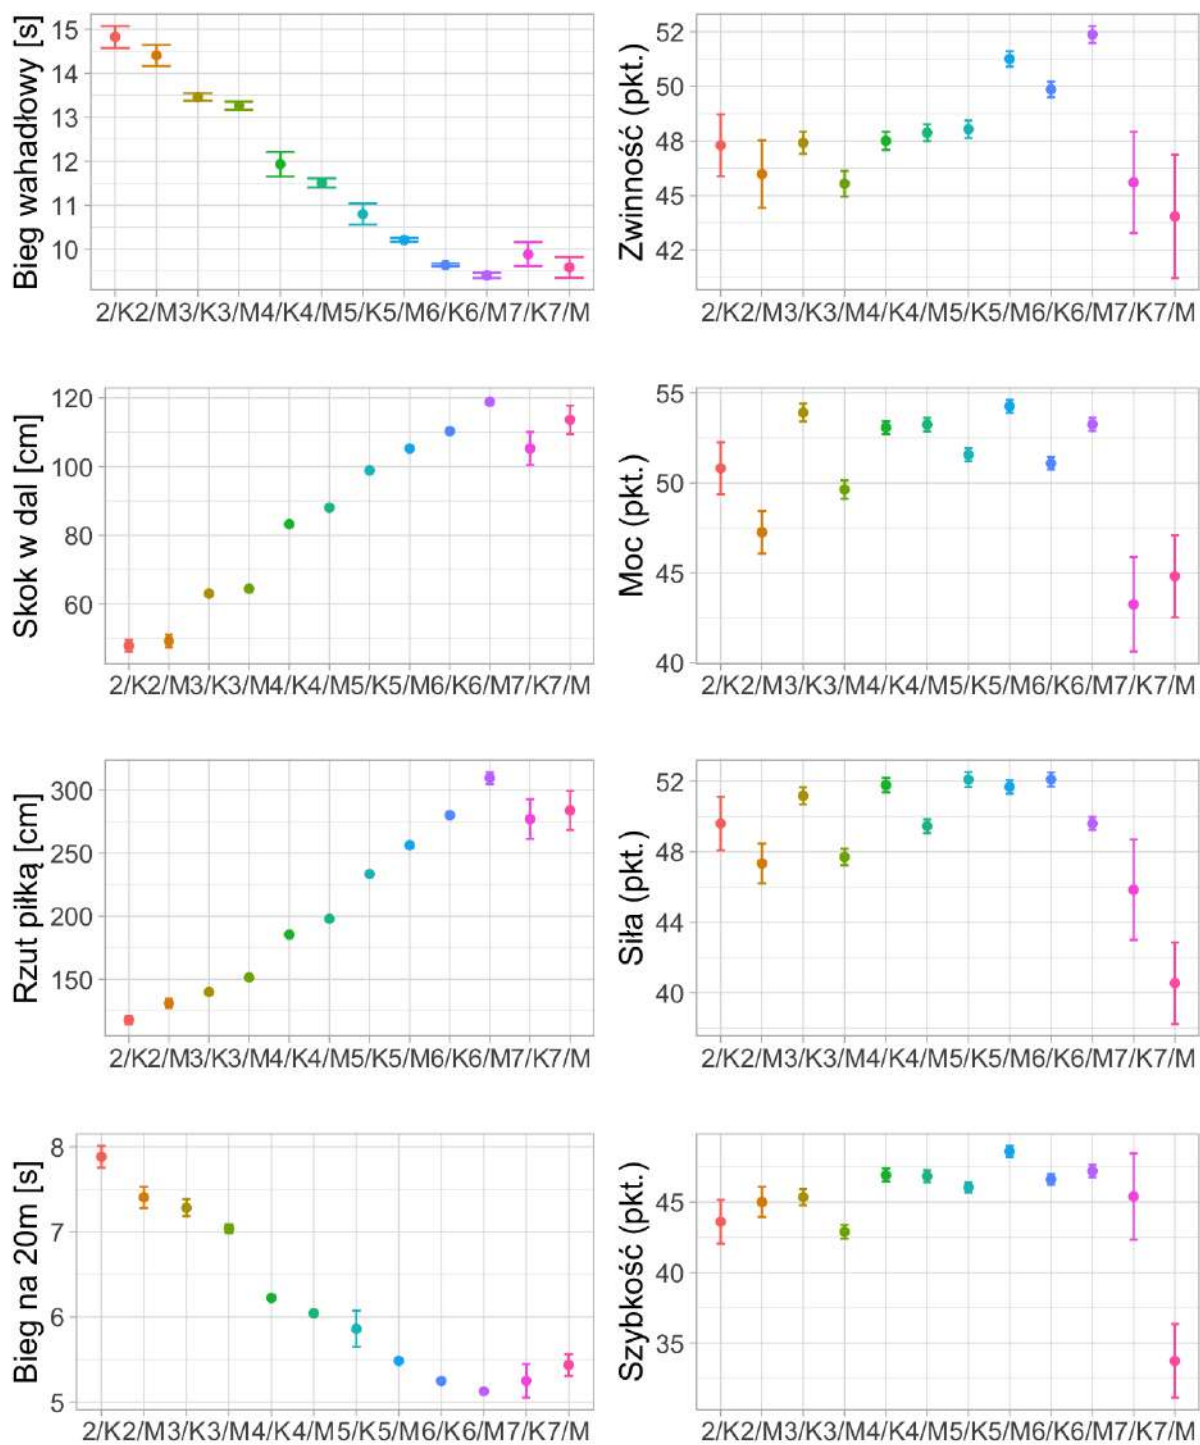 Bieg wahadłowy [s]
15
14
13
12
11
10
2/K2/M3/K3/M4/K4/M5/K5/M6/K6/M7/K7/M
Zwinność (pkt.)
52
50
48
45
42
2/K2/M3/K3/M4/K4/M5/K5/M6/K6/M7/K7/M
Skok w dal [cm]
120
100
80
60
2/K2/M3/K3/M4/K4/M5/K5/M6/K6/M7/K7/M
Moc (pkt.)
55
50
45
40
2/K2/M3/K3/M4/K4/M5/K5/M6/K6/M7/K7/M
Rzut piłką [cm]
300
250
200
150
2/K2/M3/K3/M4/K4/M5/K5/M6/K6/M7/K7/M
Siła (pkt.)
52
48
44
40
2/K2/M3/K3/M4/K4/M5/K5/M6/K6/M7/K7/M
Bieg na 20m [s]
8
7
6
5
2/K2/M3/K3/M4/K4/M5/K5/M6/K6/M7/K7/M
Szybkość (pkt.)
45
40
35
2/K2/M3/K3/M4/K4/M5/K5/M6/K6/M7/K7/M